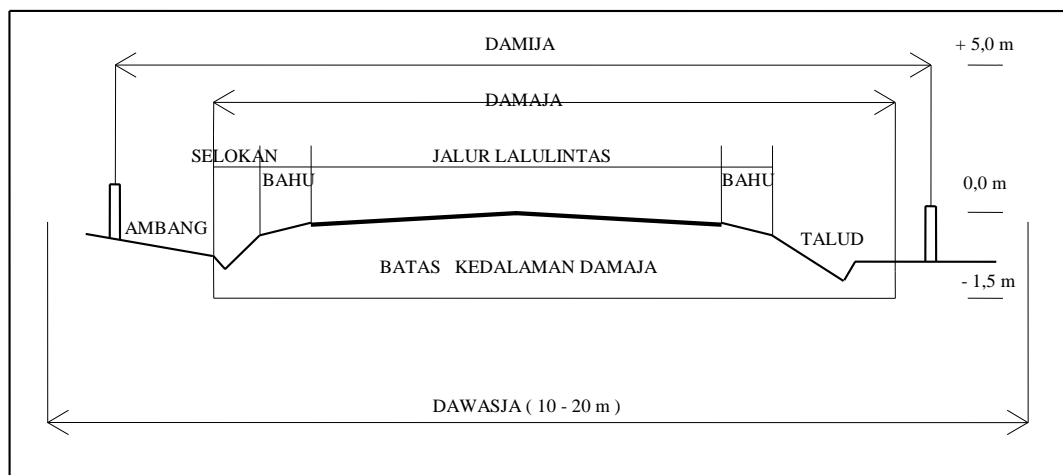 DAMIJA
+ 5,0 m
DAMAJA
SELOKAN
JALUR LALULINTAS
BAHU
BAHU
0,0 m
AMBANG
TALUD
BATAS KEDALAMAN DAMAJA
- 1,5 m
DAWASJA ( 10 - 20 m )